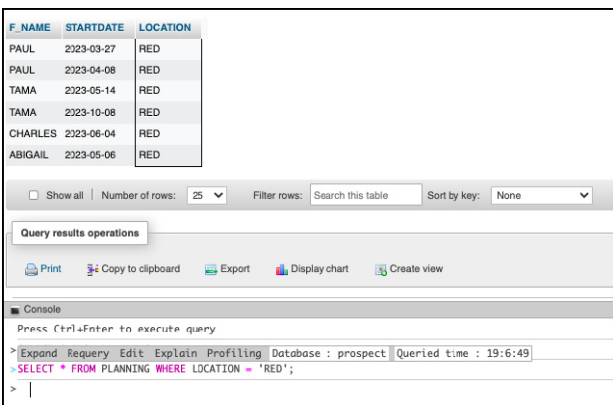 F_NAME STARTDATE LOCATION
PAUL 2023-03-27 RED
PAUL 2023-04-08 RED
TAMA 2023-05-14 RED
TAMA 2023-10-08 RED
CHARLES 2023-06-04 RED
ABIGAIL 2023-05-06 RED
Show all Number of rows: 25 Filter rows: Search this table Sort by key: None
Query results operations
Print Copy to clipboard Export Display chart Create view
Console
Press Ctrl+Enter to execute query
> Expand Requery Edit Explain Profiling Database : prospect Queried time : 19:6:49
>SELECT * FROM PLANNING WHERE LOCATION = 'RED';
>